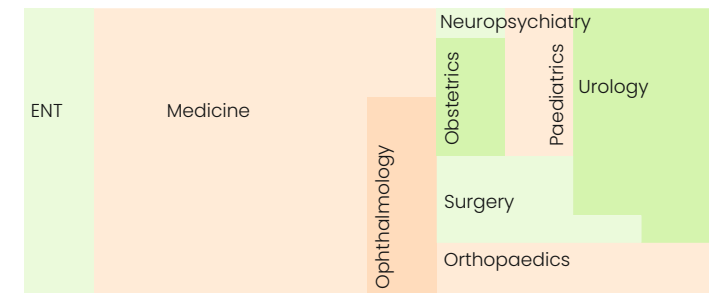 ENT
Medicine
Ophthalmology
Neuropsychiatry
Obstetrics
Paediatrics
Urology
Surgery
Orthopaedics